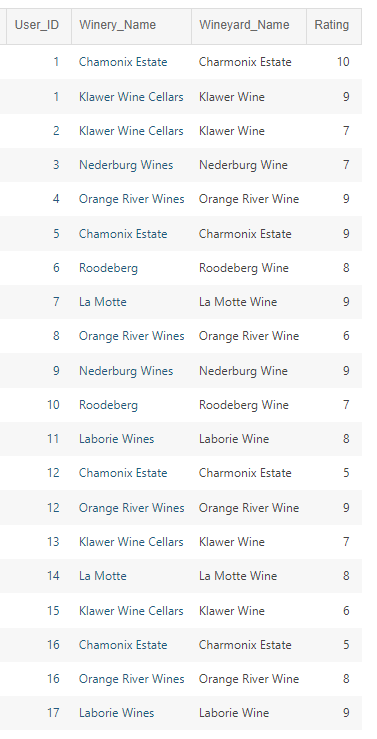 User_ID Winery_Name Wineyard_Name Rating
1 Chamonix Estate Charmonix Estate 10
1 Klawer Wine Cellars Klawer Wine 9
2 Klawer Wine Cellars Klawer Wine 7
3 Nederburg Wines Nederburg Wine 7
4 Orange River Wines Orange River Wine 9
5 Chamonix Estate Charmonix Estate 9
6 Roodeberg Roodeberg Wine 8
7 La Motte La Motte Wine 9
8 Orange River Wines Orange River Wine 6
9 Nederburg Wines Nederburg Wine 9
10 Roodeberg Roodeberg Wine 7
11 Laborie Wines Laborie Wine 8
12 Chamonix Estate Charmonix Estate 5
12 Orange River Wines Orange River Wine 9
13 Klawer Wine Cellars Klawer Wine 7
14 La Motte La Motte Wine 8
15 Klawer Wine Cellars Klawer Wine 6
16 Chamonix Estate Charmonix Estate 5
16 Orange River Wines Orange River Wine 8
17 Laborie Wines Laborie Wine 9